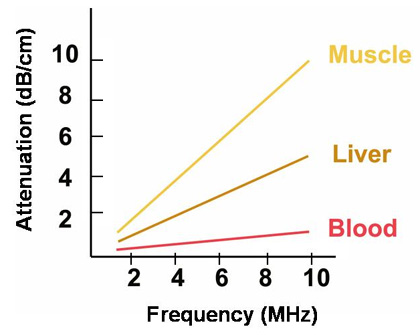 Attenuation (dB/cm)
10
8
6
4
2
Muscle
Liver
Blood
2 4 6 8 10
Frequency (MHz)